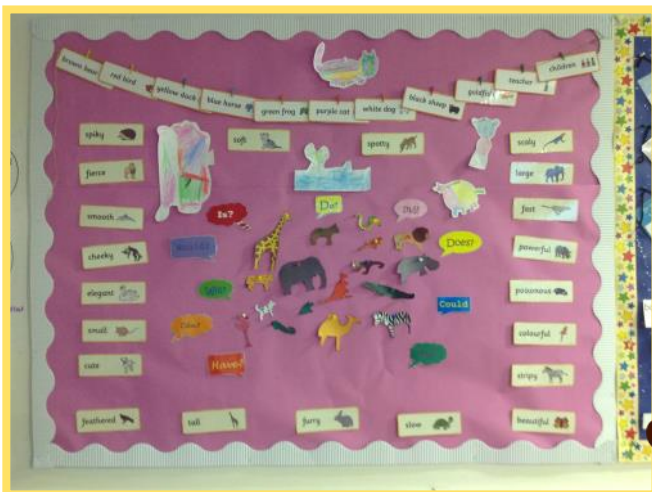 brown bear
red bird
yellow duck
blue horse
green frog
purple cat
white dog
black sheep
goldfish
teacher
children
spiky
soft
spotty
scaly
fierce
large
smooth
fast
cheeky
powerful
elegant
poisonous
small
colourful
cute
stripy
feathered
tall
furry
slow
beautiful
Is?
Do?
Does?
Could
Have?